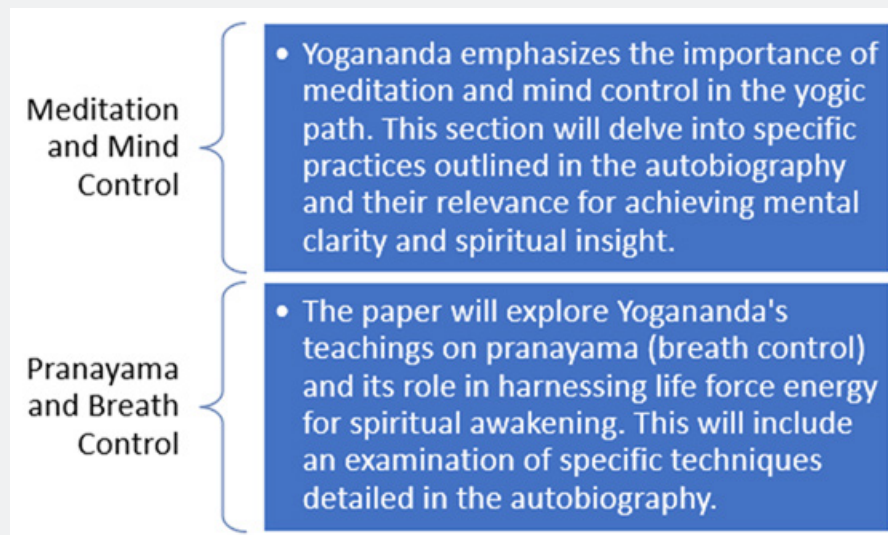 Meditation
and Mind
Control
• Yogananda emphasizes the importance of
meditation and mind control in the yogic
path. This section will delve into specific
practices outlined in the autobiography
and their relevance for achieving mental
clarity and spiritual insight.
Pranayama
and Breath
Control
• The paper will explore Yogananda's
teachings on pranayama (breath control)
and its role in harnessing life force energy
for spiritual awakening. This will include
an examination of specific techniques
detailed in the autobiography.